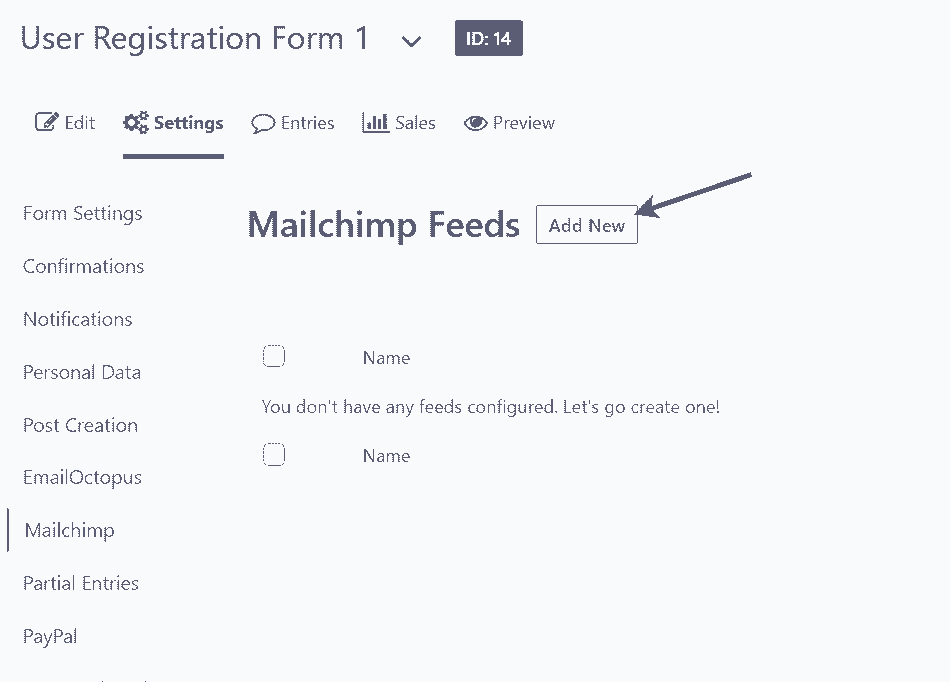 User Registration Form 1 ID: 14
Edit Settings Entries Sales Preview
Form Settings
Confirmations
Notifications
Personal Data
Post Creation
EmailOctopus
Mailchimp
Partial Entries
PayPal
Mailchimp Feeds Add New
Name
You don't have any feeds configured. Let's go create one!
Name